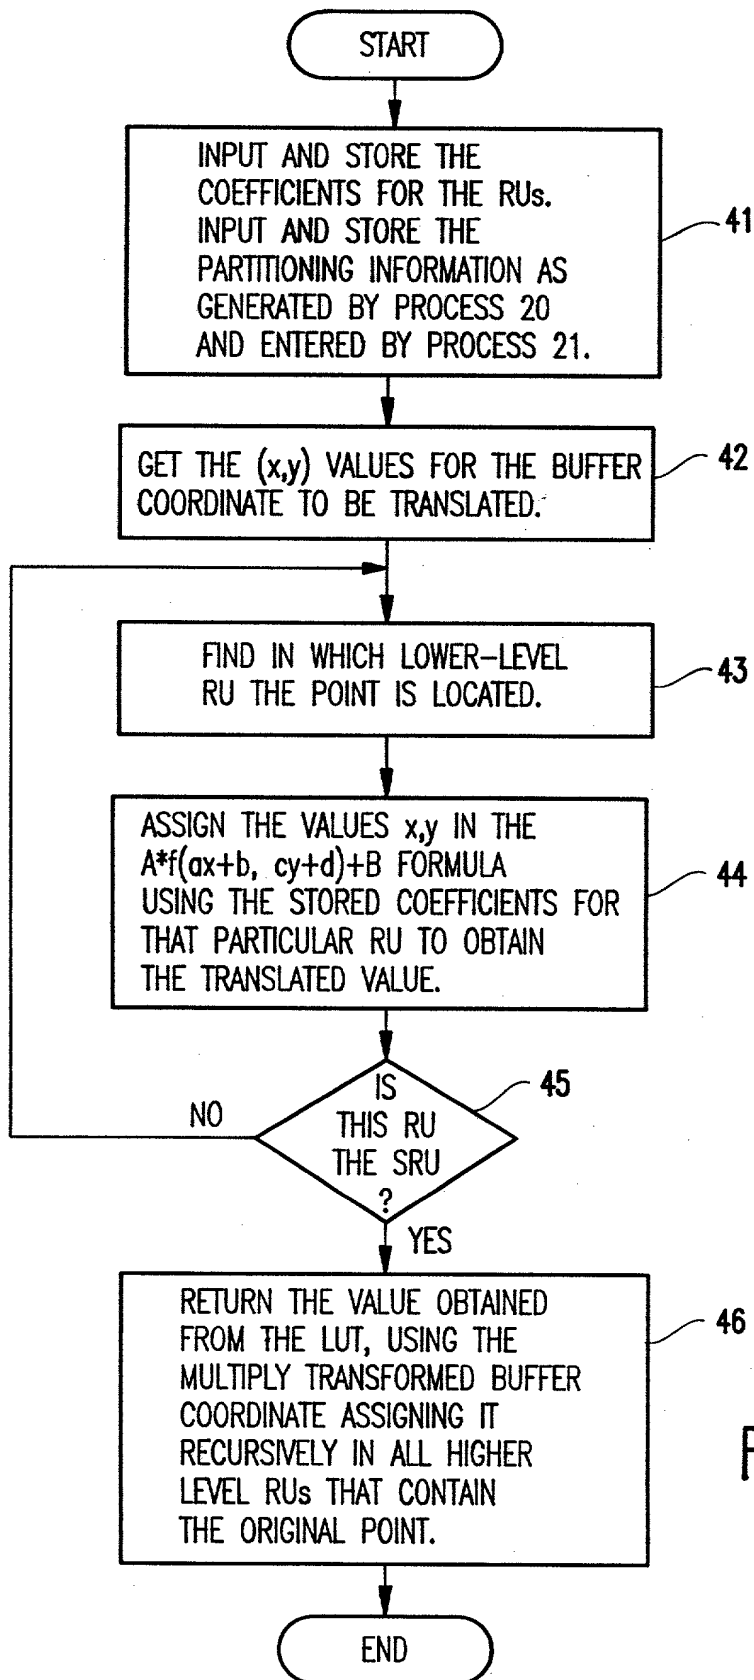 START
INPUT AND STORE THE
COEFFICIENTS FOR THE RUs.
INPUT AND STORE THE
PARTITIONING INFORMATION AS
GENERATED BY PROCESS 20
AND ENTERED BY PROCESS 21.
41
GET THE (x,y) VALUES FOR THE BUFFER
COORDINATE TO BE TRANSLATED.
42
FIND IN WHICH LOWER-LEVEL
RU THE POINT IS LOCATED.
43
ASSIGN THE VALUES x,y IN THE
A*f(ax+b, cy+d)+B FORMULA
USING THE STORED COEFFICIENTS FOR
THAT PARTICULAR RU TO OBTAIN
THE TRANSLATED VALUE.
44
IS
THIS RU
THE SRU
?
45
NO
YES
RETURN THE VALUE OBTAINED
FROM THE LUT, USING THE
MULTIPLY TRANSFORMED BUFFER
COORDINATE ASSIGNING IT
RECURSIVELY IN ALL HIGHER
LEVEL RUs THAT CONTAIN
THE ORIGINAL POINT.
46
END